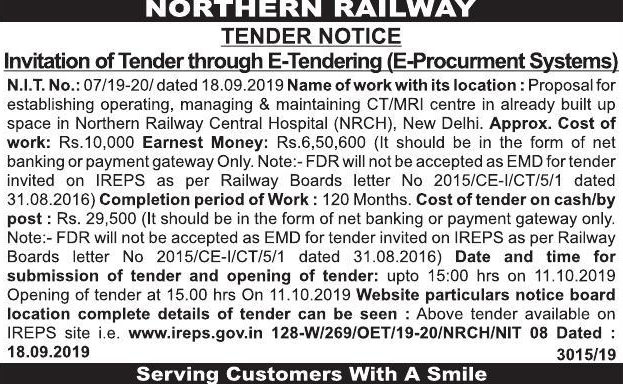 NORTHERN RAILWAY
TENDER NOTICE
Invitation of Tender through E-Tendering (E-Procurment Systems)
N.I.T. No.: 07/19-20/ dated 18.09.2019 Name of work with its location : Proposal for
establishing operating, managing & maintaining CT/MRI centre in already built up
space in Northern Railway Central Hospital (NRCH), New Delhi. Approx. Cost of
work: Rs.10,000 Earnest Money: Rs.6,50,600 (It should be in the form of net
banking or payment gateway Only. Note:- FDR will not be accepted as EMD for tender
invited on IREPS as per Railway Boards letter No 2015/CE-I/CT/5/1 dated
31.08.2016) Completion period of Work : 120 Months. Cost of tender on cash/by
post : Rs. 29,500 (It should be in the form of net banking or payment gateway only.
Note:- FDR will not be accepted as EMD for tender invited on IREPS as per Railway
Boards letter No 2015/CE-I/CT/5/1 dated 31.08.2016) Date and time for
submission of tender and opening of tender: upto 15:00 hrs on 11.10.2019
Opening of tender at 15.00 hrs On 11.10.2019 Website particulars notice board
location complete details of tender can be seen : Above tender available on
IREPS site i.e. www.ireps.gov.in 128-W/269/OET/19-20/NRCH/NIT 08 Dated :
18.09.2019 3015/19
Serving Customers With A Smile